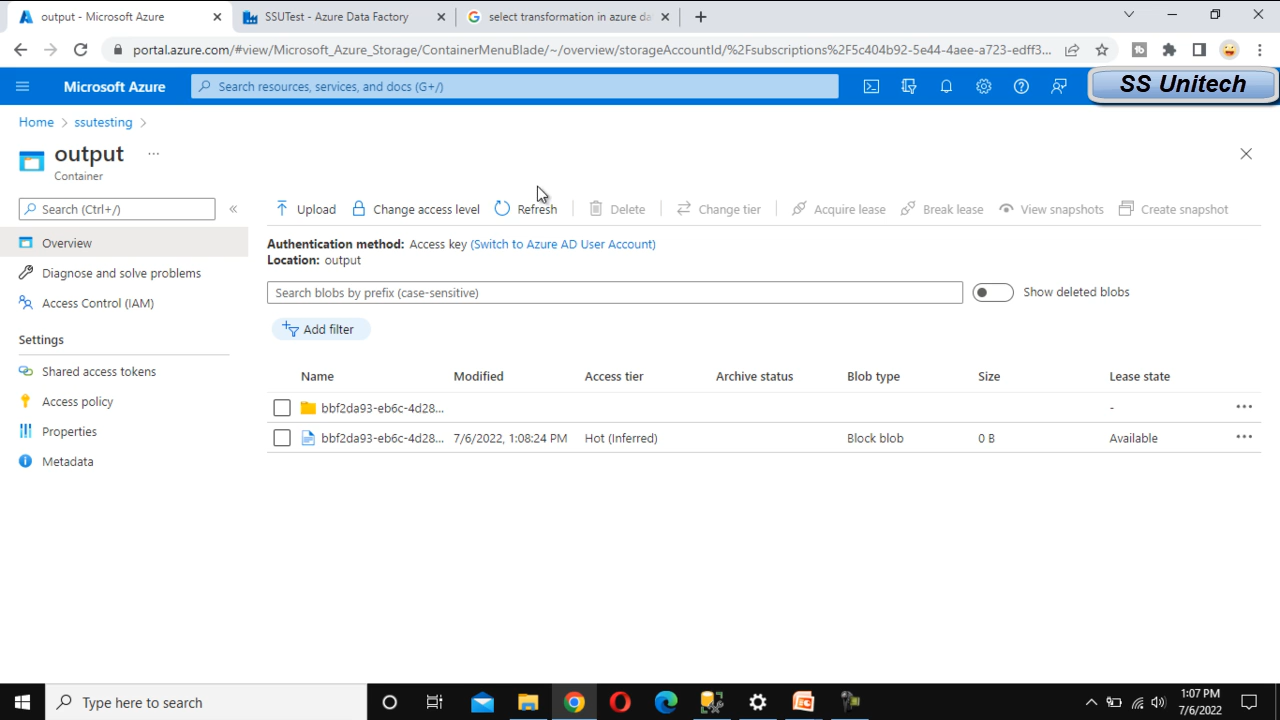 output - Microsoft Azure
SSUTest - Azure Data Factory
select transformation in azure da
portal.azure.com/#view/Microsoft_Azure_Storage/ContainerMenuBlade/~/overview/storageAccountId/%2Fsubscriptions%2F5c404b92-5e44-4aee-a723-edff3...
Microsoft Azure
Search resources, services, and docs (G+/)
SS Unitech
Home > ssutesting >
output ...
Container
Search (Ctrl+/)
«
Upload
Change access level
Refresh
Delete
Change tier
Acquire lease
Break lease
View snapshots
Create snapshot
Overview
Diagnose and solve problems
Access Control (IAM)
Settings
Shared access tokens
Access policy
Properties
Metadata
Authentication method: Access key (Switch to Azure AD User Account)
Location: output
Search blobs by prefix (case-sensitive)
Show deleted blobs
Add filter
Name Modified Access tier Archive status Blob type Size Lease state
bbf2da93-eb6c-4d28... - ...
bbf2da93-eb6c-4d28... 7/6/2022, 1:08:24 PM Hot (Inferred) Block blob 0 B Available ...
Type here to search
1:07 PM
7/6/2022